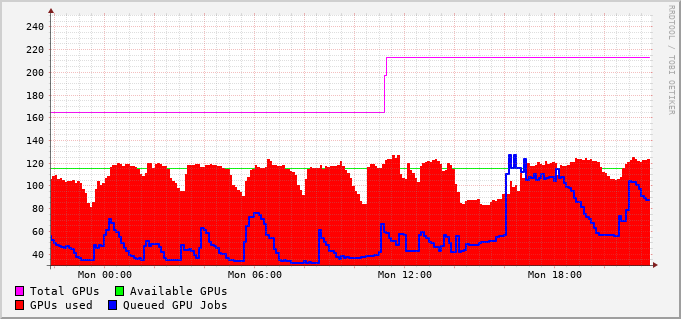 RRDTOOL / TOBI OETIKER
240
220
200
180
160
140
120
100
80
60
40
Mon 00:00 Mon 06:00 Mon 12:00 Mon 18:00
Total GPUs Available GPUs
GPUs used Queued GPU Jobs